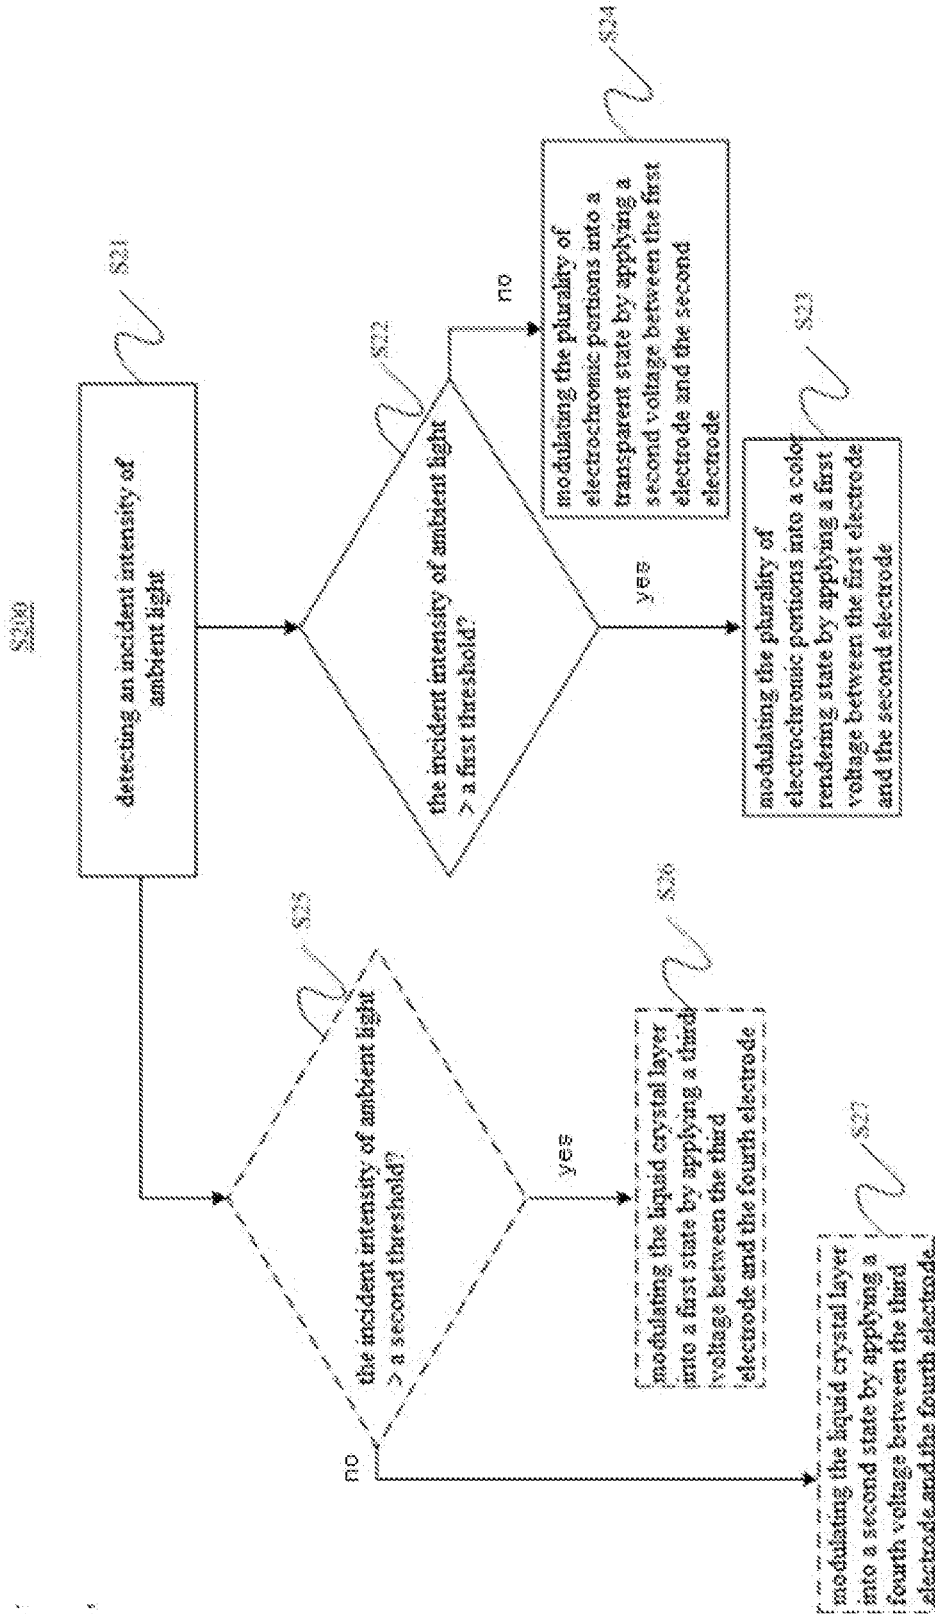 S200
detecting an incident intensity of
ambient light
S21
the incident intensity of ambient light
> a first threshold?
S22
no
modulating the plurality of
electrochromic portions into a
transparent state by applying a
second voltage between the first
electrode and the second
electrode
S24
yes
modulating the plurality of
electrochromic portions into a color
rendering state by applying a first
voltage between the first electrode
and the second electrode
S23
the incident intensity of ambient light
> a second threshold?
S25
yes
modulating the liquid crystal layer
into a first state by applying a third
voltage between the third
electrode and the fourth electrode
S26
no
modulating the liquid crystal layer
into a second state by applying a
fourth voltage between the third
electrode and the fourth electrode
S27